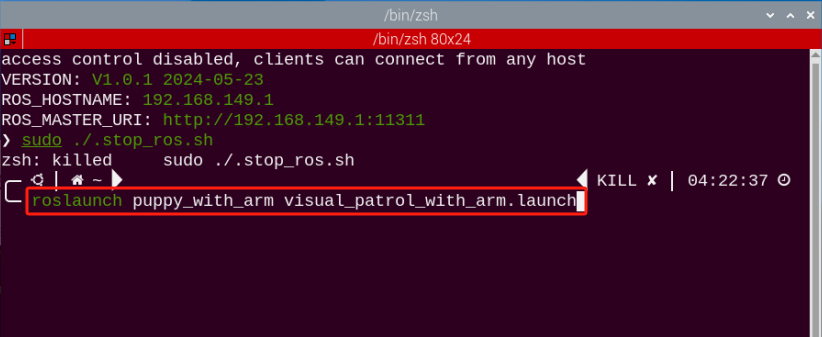 /bin/zsh
/bin/zsh 80x24
access control disabled, clients can connect from any host
VERSION: V1.0.1 2024-05-23
ROS_HOSTNAME: 192.168.149.1
ROS_MASTER_URI: http://192.168.149.1:11311
❯ sudo ./.stop_ros.sh
zsh: killed     sudo ./.stop_ros.sh
~ KILL ✘ | 04:22:37
roslaunch puppy_with_arm visual_patrol_with_arm.launch